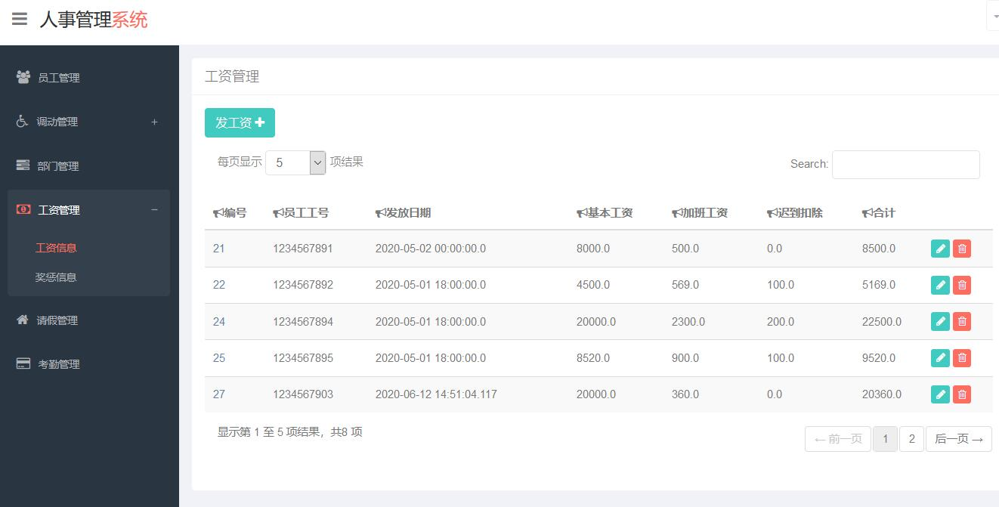 人事管理系统
员工管理
调动管理
部门管理
工资管理
工资信息
奖惩信息
请假管理
考勤管理
工资管理
发工资
每页显示 5 项结果
Search:
编号 员工工号 发放日期 基本工资 加班工资 迟到扣除 合计
21 1234567891 2020-05-02 00:00:00.0 8000.0 500.0 0.0 8500.0
22 1234567892 2020-05-01 18:00:00.0 4500.0 569.0 100.0 5169.0
24 1234567894 2020-05-01 18:00:00.0 20000.0 2300.0 200.0 22500.0
25 1234567895 2020-05-01 18:00:00.0 8520.0 900.0 100.0 9520.0
27 1234567903 2020-06-12 14:51:04.117 20000.0 360.0 0.0 20360.0
显示第 1 至 5 项结果，共8 项
← 前一页 1 2 后一页 →